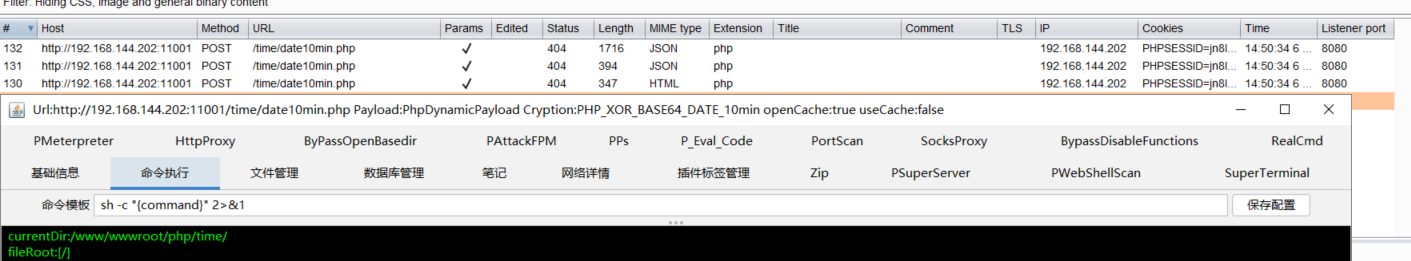 Filter: Hiding CSS, image and general binary content
# Host Method URL Params Edited Status Length MIME type Extension Title Comment TLS IP Cookies Time Listener port
132 http://192.168.144.202:11001 POST /time/date10min.php ✓ 404 1716 JSON php 192.168.144.202 PHPSESSID=jn8l... 14:50:34 6 ... 8080
131 http://192.168.144.202:11001 POST /time/date10min.php ✓ 404 394 JSON php 192.168.144.202 PHPSESSID=jn8l... 14:50:34 6 ... 8080
130 http://192.168.144.202:11001 POST /time/date10min.php ✓ 404 347 HTML php 192.168.144.202 PHPSESSID=jn8l... 14:50:34 6 ... 8080
Url:http://192.168.144.202:11001/time/date10min.php Payload:PhpDynamicPayload Cryption:PHP_XOR_BASE64_DATE_10min openCache:true useCache:false
PMeterpreter HttpProxy ByPassOpenBasedir PAttackFPM PPs P_Eval_Code PortScan SocksProxy BypassDisableFunctions RealCmd
基础信息 命令执行 文件管理 数据库管理 笔记 网络详情 插件标签管理 Zip PSuperServer PWebShellScan SuperTerminal
命令模板 sh -c "{command}" 2>&1 保存配置
currentDir:/www/wwwroot/php/time/
fileRoot:[/]